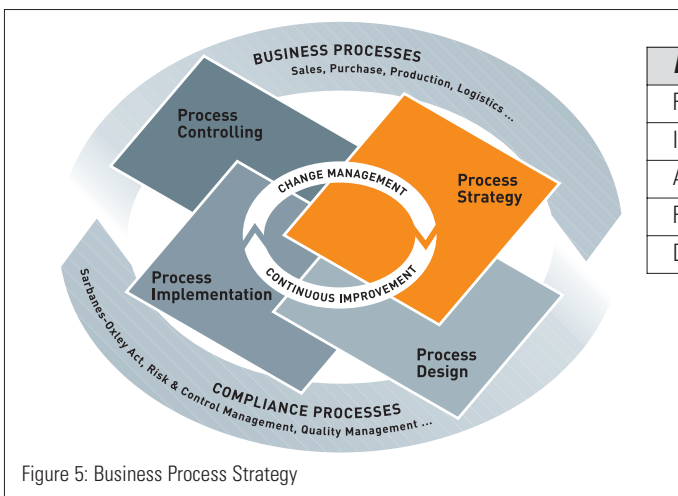 BUSINESS PROCESSES
Sales, Purchase, Production, Logistics ...
Process
Controlling
CHANGE MANAGEMENT
Process
Strategy
Process
Implementation
CONTINUOUS IMPROVEMENT
Process
Design
COMPLIANCE PROCESSES
Sarbanes-Oxley Act, Risk & Control Management, Quality Management ...
Figure 5: Business Process Strategy